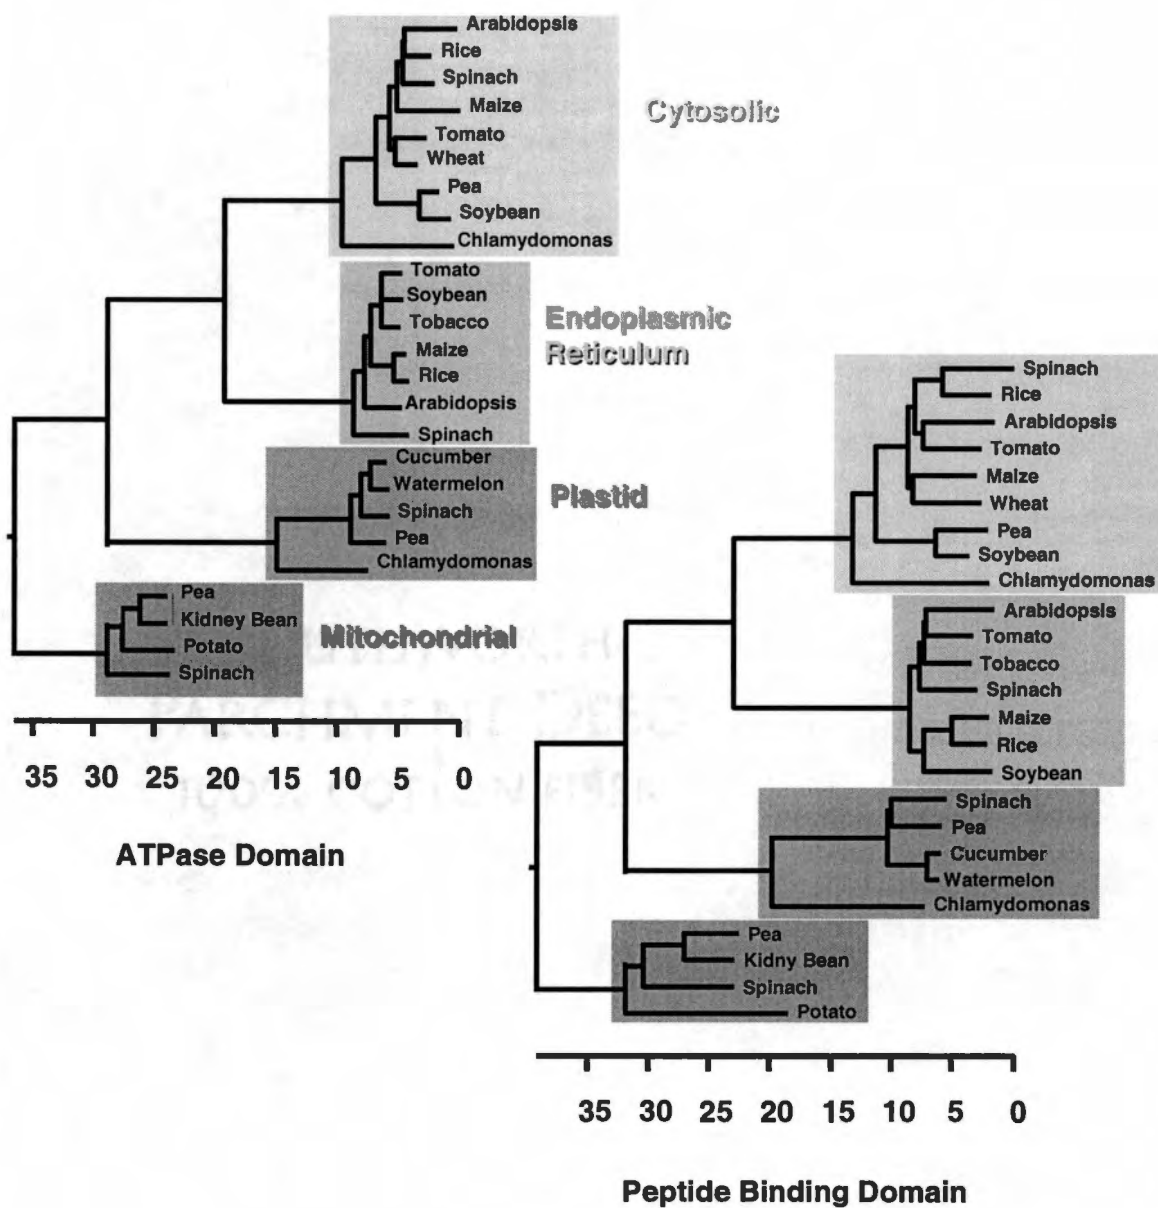 Arabidopsis
Rice
Spinach
Maize
Tomato
Wheat
Pea
Soybean
Chlamydomonas
Cytosolic
Tomato
Soybean
Tobacco
Maize
Rice
Arabidopsis
Spinach
Endoplasmic
Reticulum
Cucumber
Watermelon
Spinach
Pea
Chlamydomonas
Plastid
Pea
Kidney Bean
Potato
Spinach
Mitochondrial
35 30 25 20 15 10 5 0
ATPase Domain
Spinach
Rice
Arabidopsis
Tomato
Maize
Wheat
Pea
Soybean
Chlamydomonas
Arabidopsis
Tomato
Tobacco
Spinach
Maize
Rice
Soybean
Spinach
Pea
Cucumber
Watermelon
Chlamydomonas
Pea
Kidny Bean
Spinach
Potato
35 30 25 20 15 10 5 0
Peptide Binding Domain